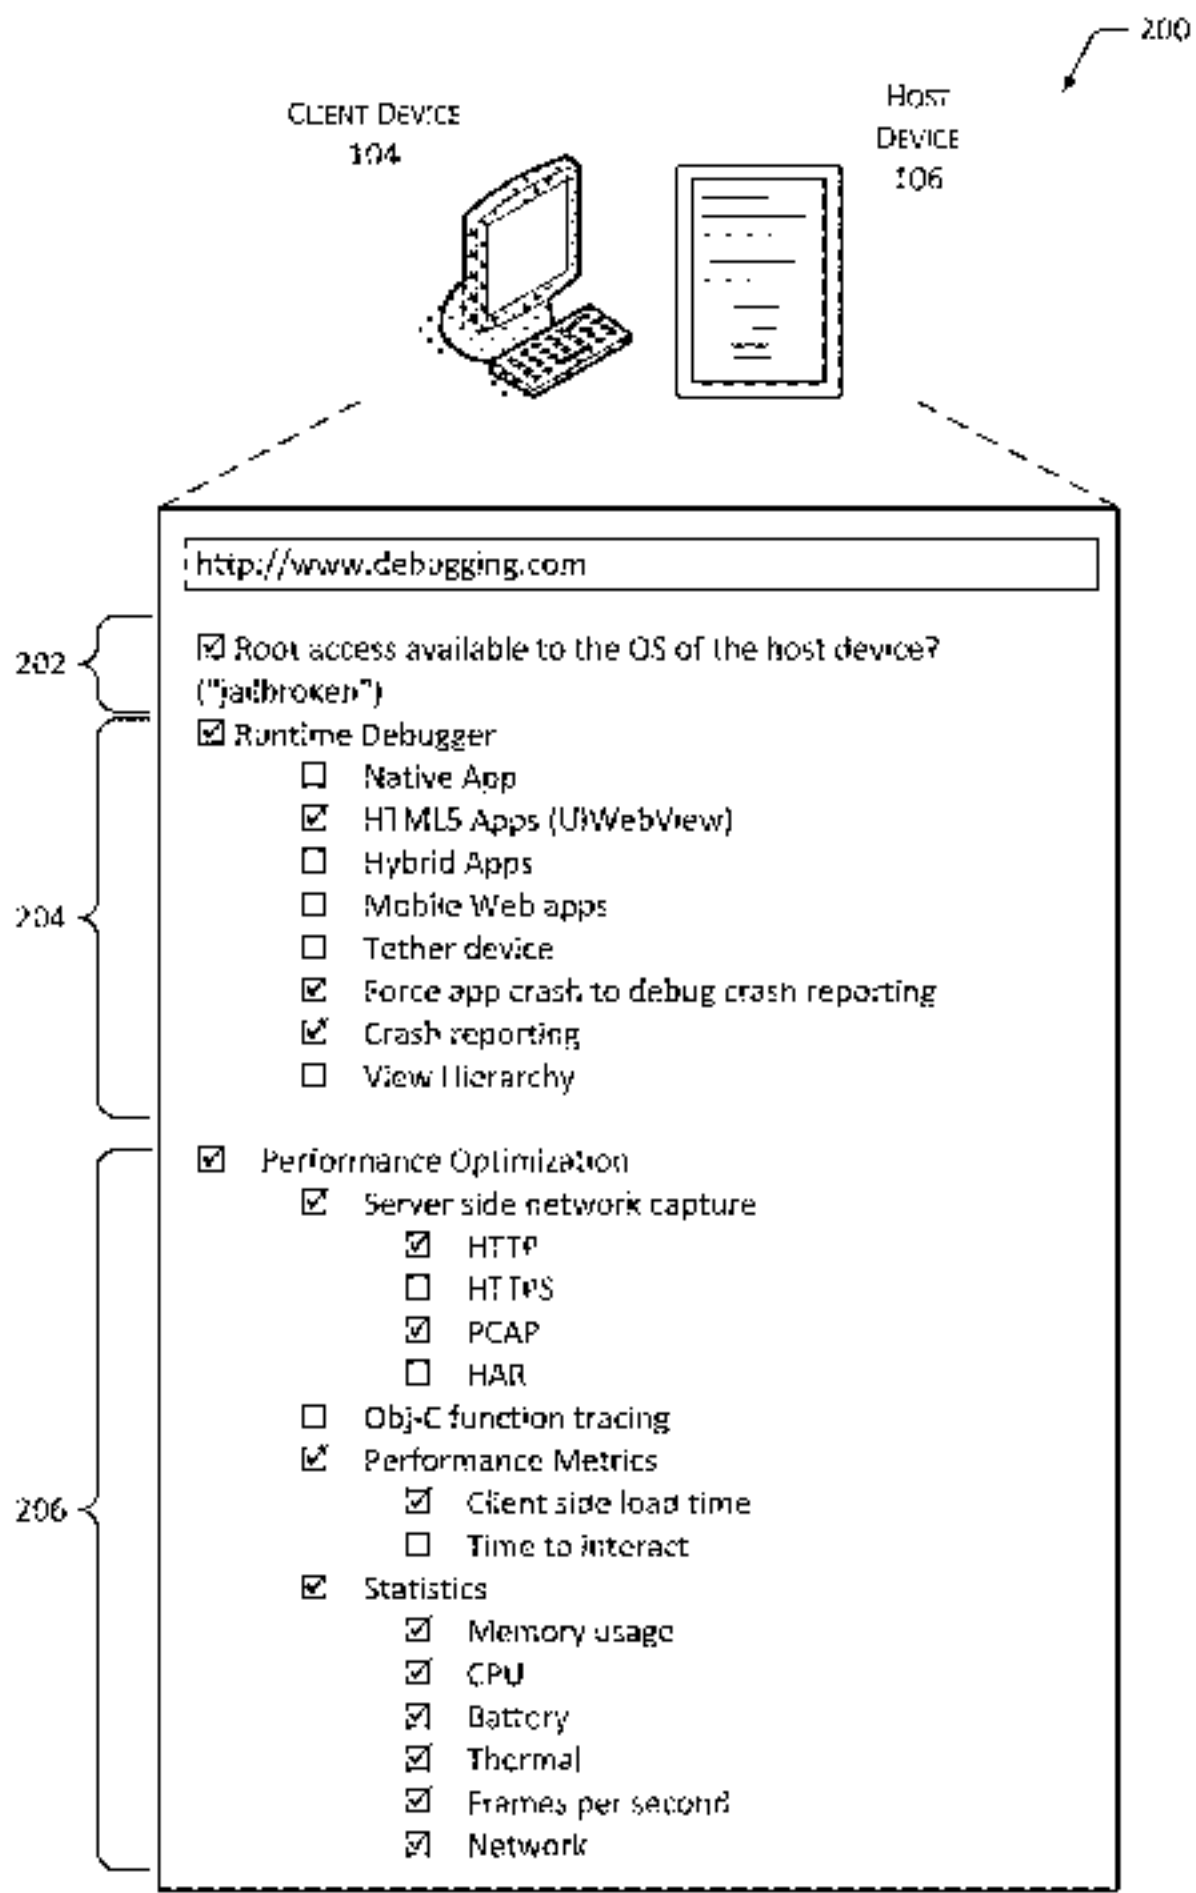 200
CLIENT DEVICE
104
HOST
DEVICE
106
http://www.debugging.com
202
☑ Root access available to the OS of the host device?
("jailbroken")
204
☑ Runtime Debugger
☐ Native App
☑ HTML5 Apps (UIWebView)
☐ Hybrid Apps
☐ Mobile Web apps
☐ Tether device
☑ Force app crash to debug crash reporting
☑ Crash reporting
☐ View Hierarchy
206
☑ Performance Optimization
☑ Server side network capture
☑ HTTP
☐ HTTPS
☑ PCAP
☐ HAR
☐ Obj-C function tracing
☑ Performance Metrics
☑ Client side load time
☐ Time to interact
☑ Statistics
☑ Memory usage
☑ CPU
☑ Battery
☑ Thermal
☑ Frames per second
☑ Network